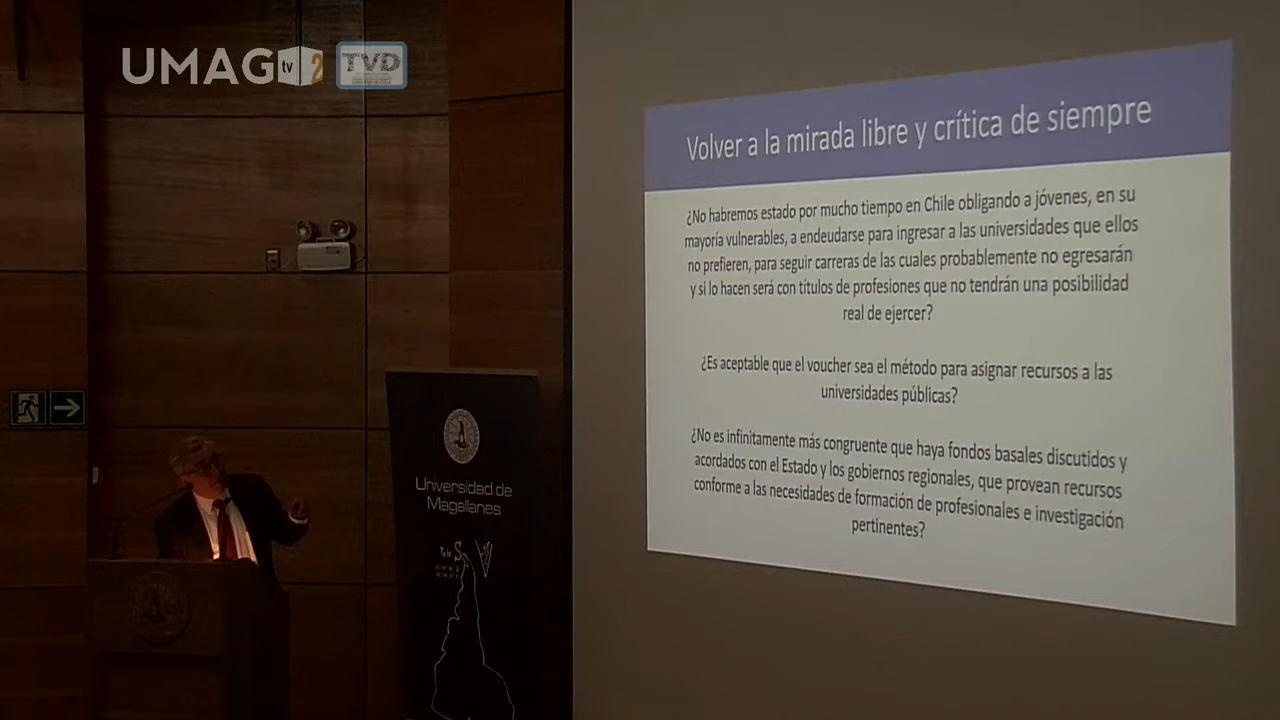 UMAG tv 2 TVD
Volver a la mirada libre y crítica de siempre
¿No habremos estado por mucho tiempo en Chile obligando a jóvenes, en su
mayoría vulnerables, a endeudarse para ingresar a las universidades que ellos
no prefieren, para seguir carreras de las cuales probablemente no egresarán
y si lo hacen será con títulos de profesiones que no tendrán una posibilidad
real de ejercer?
¿Es aceptable que el voucher sea el método para asignar recursos a las
universidades públicas?
¿No es infinitamente más congruente que haya fondos basales discutidos y
acordados con el Estado y los gobiernos regionales, que provean recursos
conforme a las necesidades de formación de profesionales e investigación
pertinentes?
Universidad de
Magallanes